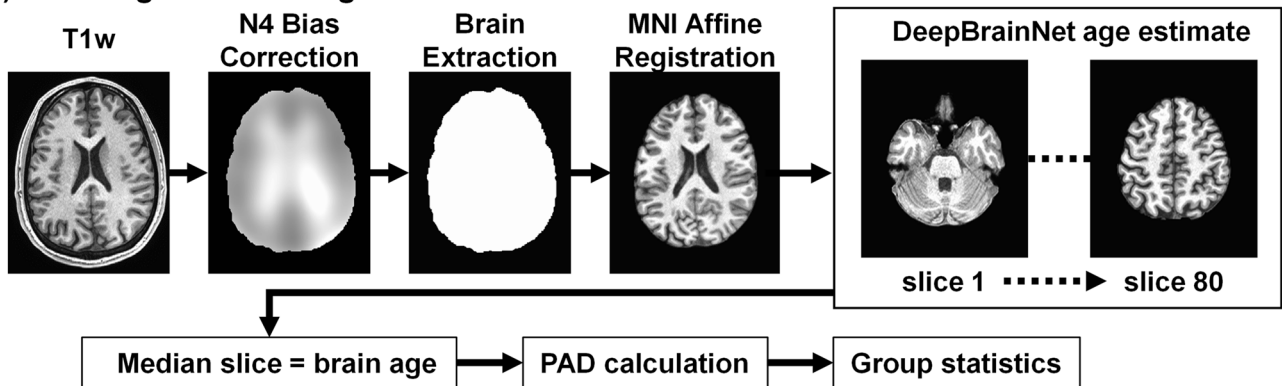 T1w
N4 Bias
Correction
Brain
Extraction
MNI Affine
Registration
DeepBrainNet age estimate
slice 1
slice 80
Median slice = brain age
PAD calculation
Group statistics